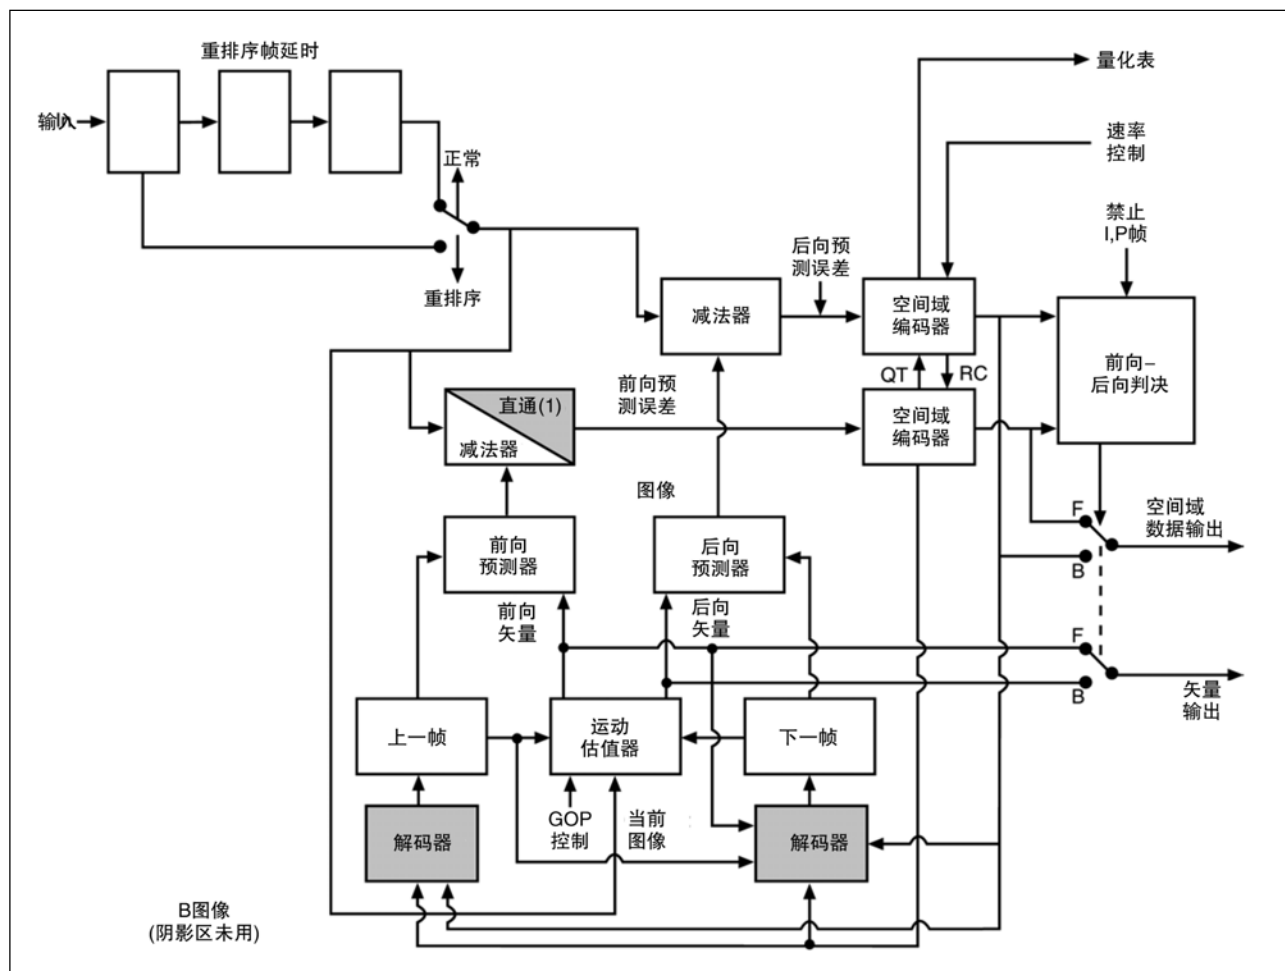 重排序帧延时
量化表
输入
正常
重排序
速率
控制
禁止
I,P帧
后向预
测误差
减法器
空间域
编码器
前向–
后向判决
QT
RC
前向预
测误差
直通(1)
减法器
空间域
编码器
图像
前向
预测器
后向
预测器
F
空间域
数据输出
B
前向
矢量
后向
矢量
F
B
矢量
输出
上一帧
运动
估值器
下一帧
GOP
控制
当前
图像
解码器
解码器
B图像
(阴影区未用)